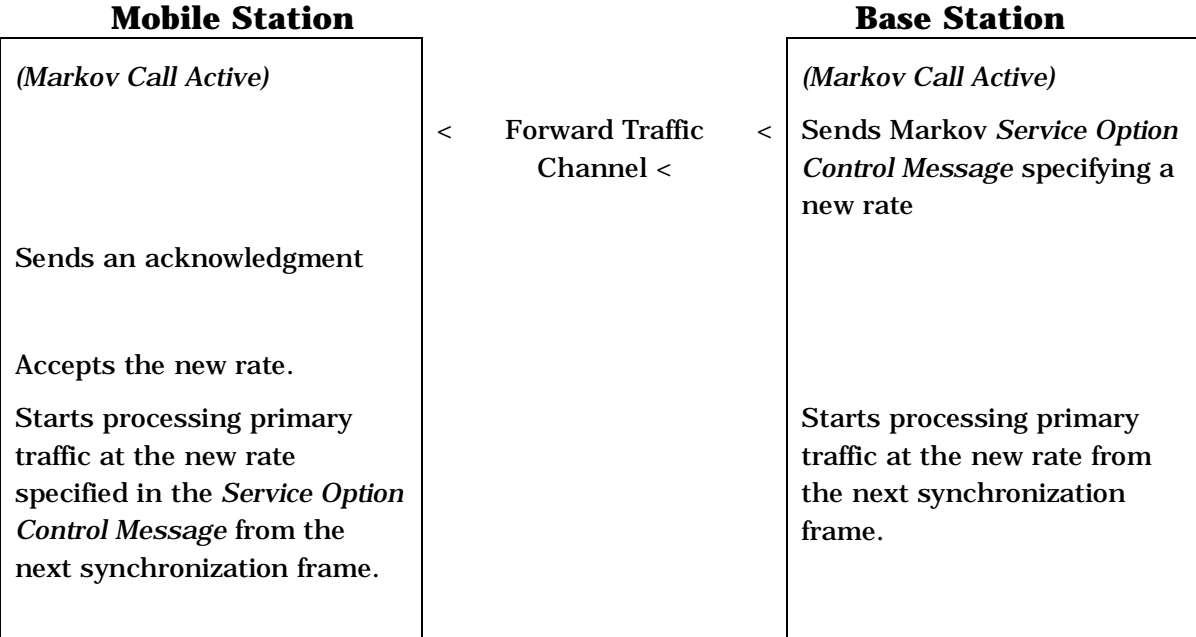 Mobile Station
Base Station
(Markov Call Active)
(Markov Call Active)
< Forward Traffic <
Channel <
Sends Markov Service Option
Control Message specifying a
new rate
Sends an acknowledgment
Accepts the new rate.
Starts processing primary
traffic at the new rate
specified in the Service Option
Control Message from the
next synchronization frame.
Starts processing primary
traffic at the new rate from
the next synchronization
frame.